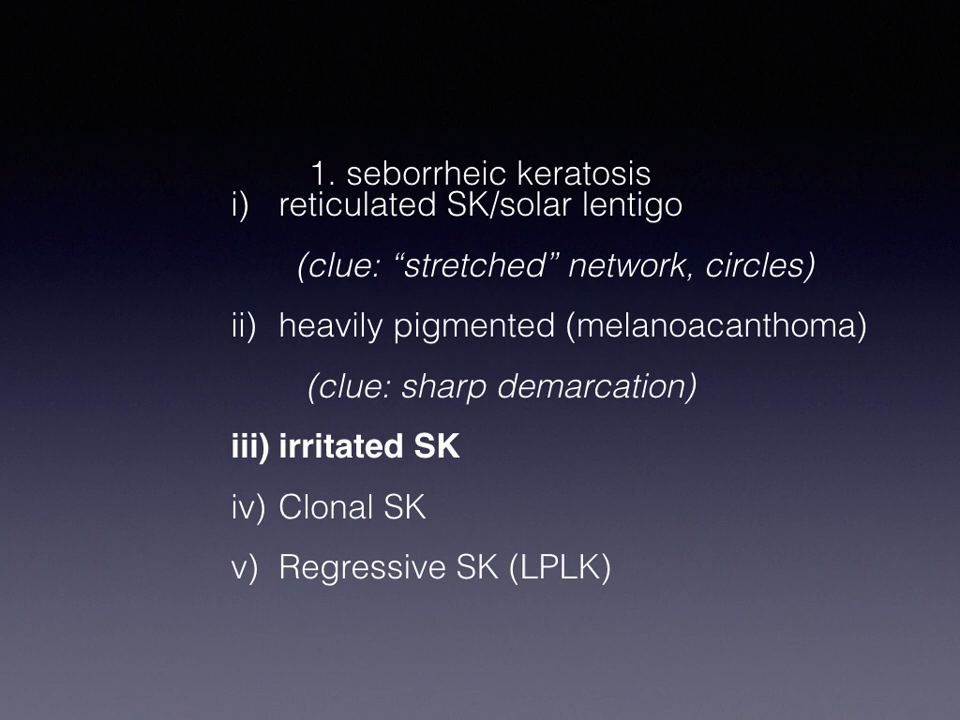 1. seborrheic keratosis
i) reticulated SK/solar lentigo
(clue: “stretched” network, circles)
ii) heavily pigmented (melanoacanthoma)
(clue: sharp demarcation)
iii) irritated SK
iv) Clonal SK
v) Regressive SK (LPLK)